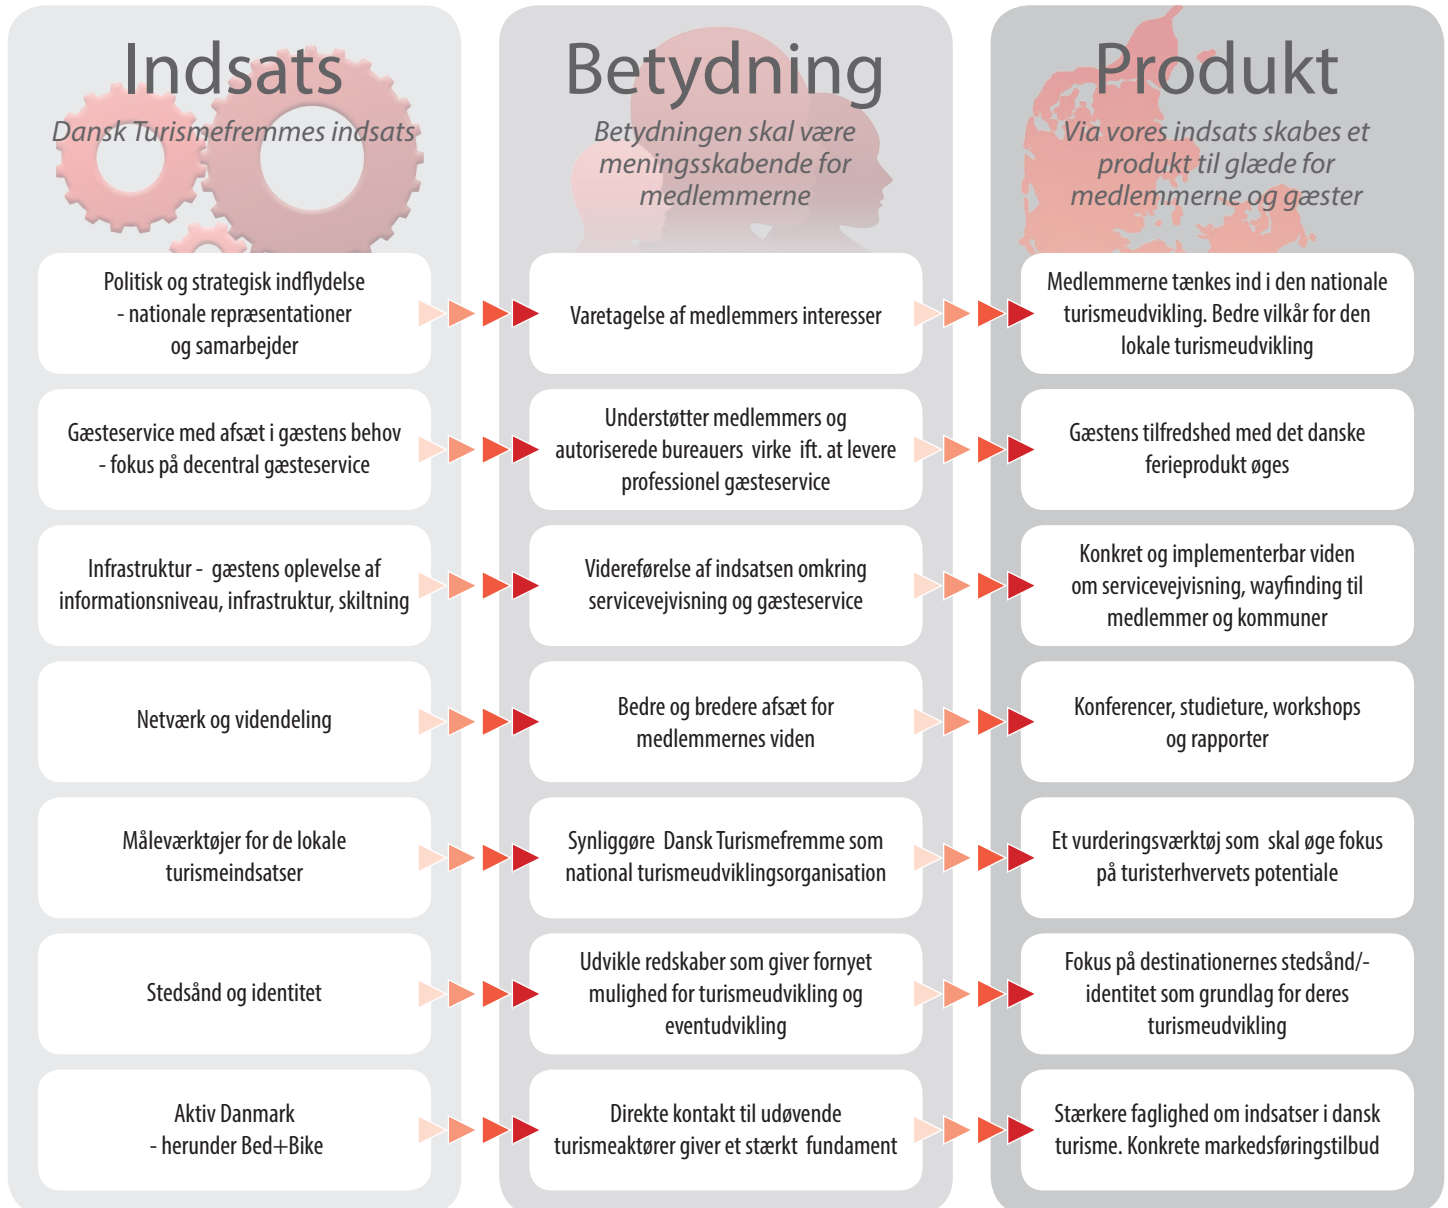 Indsats
Dansk Turismefremmes indsats
Betydning
Betydningen skal være
meningsskabende for
medlemmerne
Produkt
Via vores indsats skabes et
produkt til glæde for
medlemmerne og gæster
Politisk og strategisk indflydelse
- nationale repræsentationer
og samarbejder
Varetagelse af medlemmers interesser
Medlemmerne tænkes ind i den nationale
turismeudvikling. Bedre vilkår for den
lokale turismeudvikling
Gæsteservice med afsæt i gæstens behov
- fokus på decentral gæsteservice
Understøtter medlemmers og
autoriserede bureauers virke ift. at levere
professionel gæsteservice
Gæstens tilfredshed med det danske
ferieprodukt øges
Infrastruktur - gæstens oplevelse af
informationsniveau, infrastruktur, skiltning
Videreførelse af indsatsen omkring
servicevejvisning og gæsteservice
Konkret og implementerbar viden
om servicevejvisning, wayfinding til
medlemmer og kommuner
Netværk og videndeling
Bedre og bredere afsæt for
medlemmernes viden
Konferencer, studieture, workshops
og rapporter
Måleværktøjer for de lokale
turismeindsatser
Synliggøre Dansk Turismefremme som
national turismeudviklingsorganisation
Et vurderingsværktøj som skal øge fokus
på turisterhvervets potentiale
Stedsånd og identitet
Udvikle redskaber som giver fornyet
mulighed for turismeudvikling og
eventudvikling
Fokus på destinationernes stedsånd/-
identitet som grundlag for deres
turismeudvikling
Aktiv Danmark
- herunder Bed+Bike
Direkte kontakt til udøvende
turismeaktører giver et stærkt fundament
Stærkere faglighed om indsatser i dansk
turisme. Konkrete markedsføringstilbud